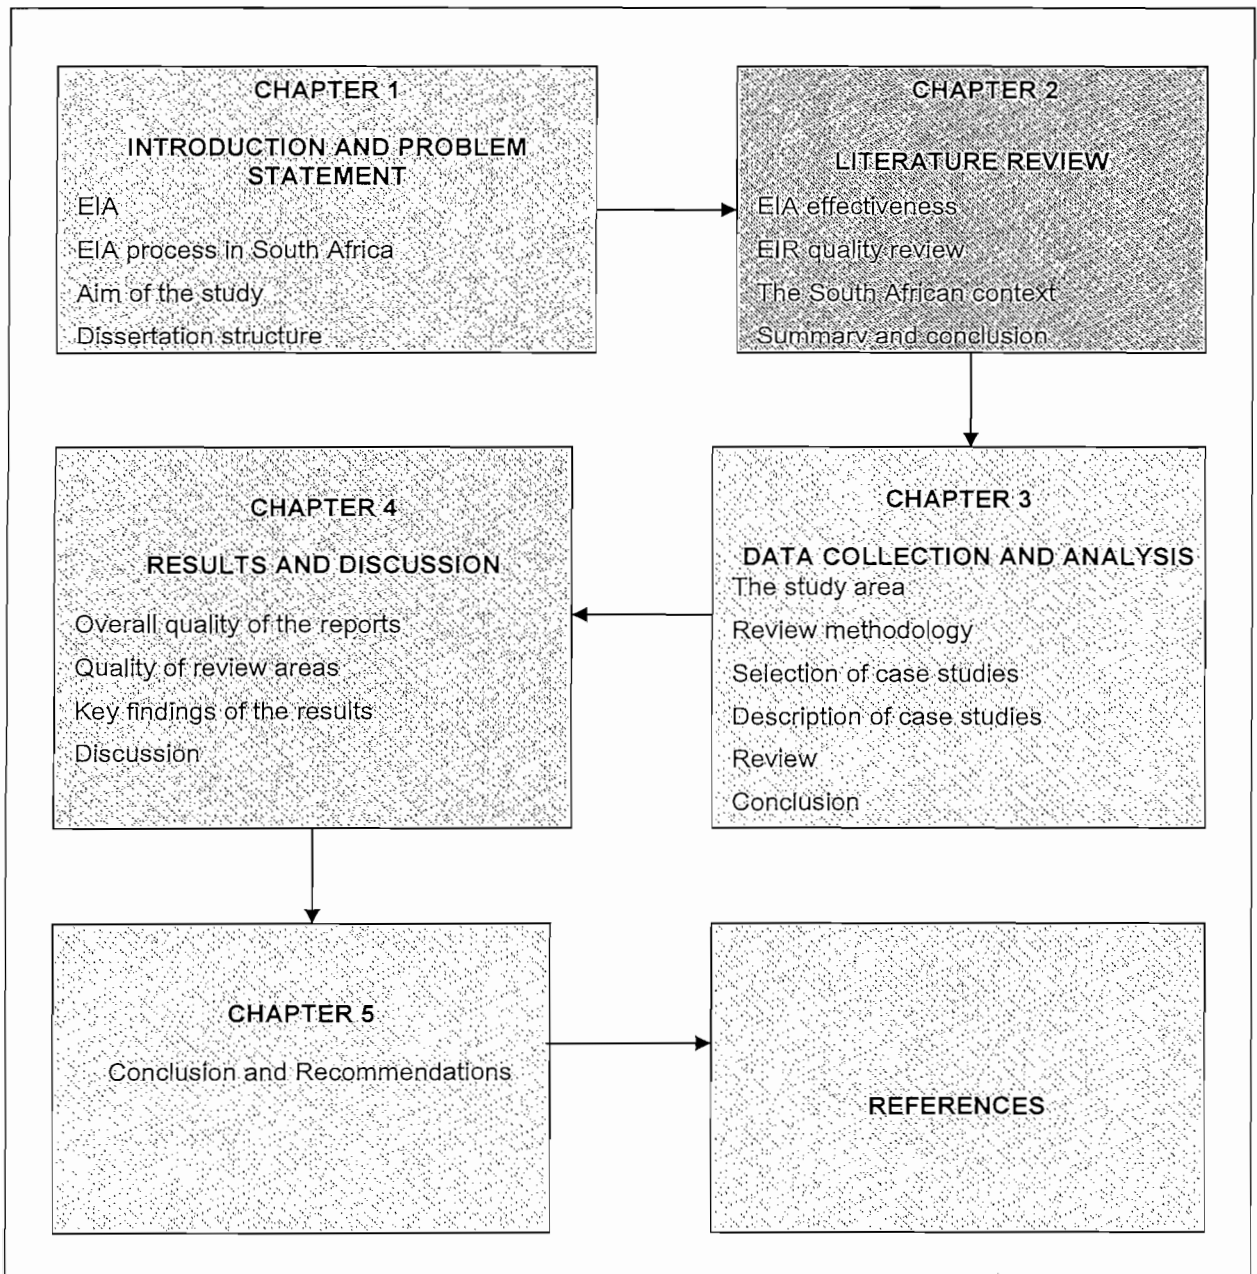 CHAPTER 1
INTRODUCTION AND PROBLEM
STATEMENT
EIA
EIA process in South Africa
Aim of the study
Dissertation structure
CHAPTER 2
LITERATURE REVIEW
EIA effectiveness
EIR quality review
The South African context
Summary and conclusion
CHAPTER 3
DATA COLLECTION AND ANALYSIS
The study area
Review methodology
Selection of case studies
Description of case studies
Review
Conclusion
CHAPTER 4
RESULTS AND DISCUSSION
Overall quality of the reports
Quality of review areas
Key findings of the results
Discussion
CHAPTER 5
Conclusion and Recommendations
REFERENCES